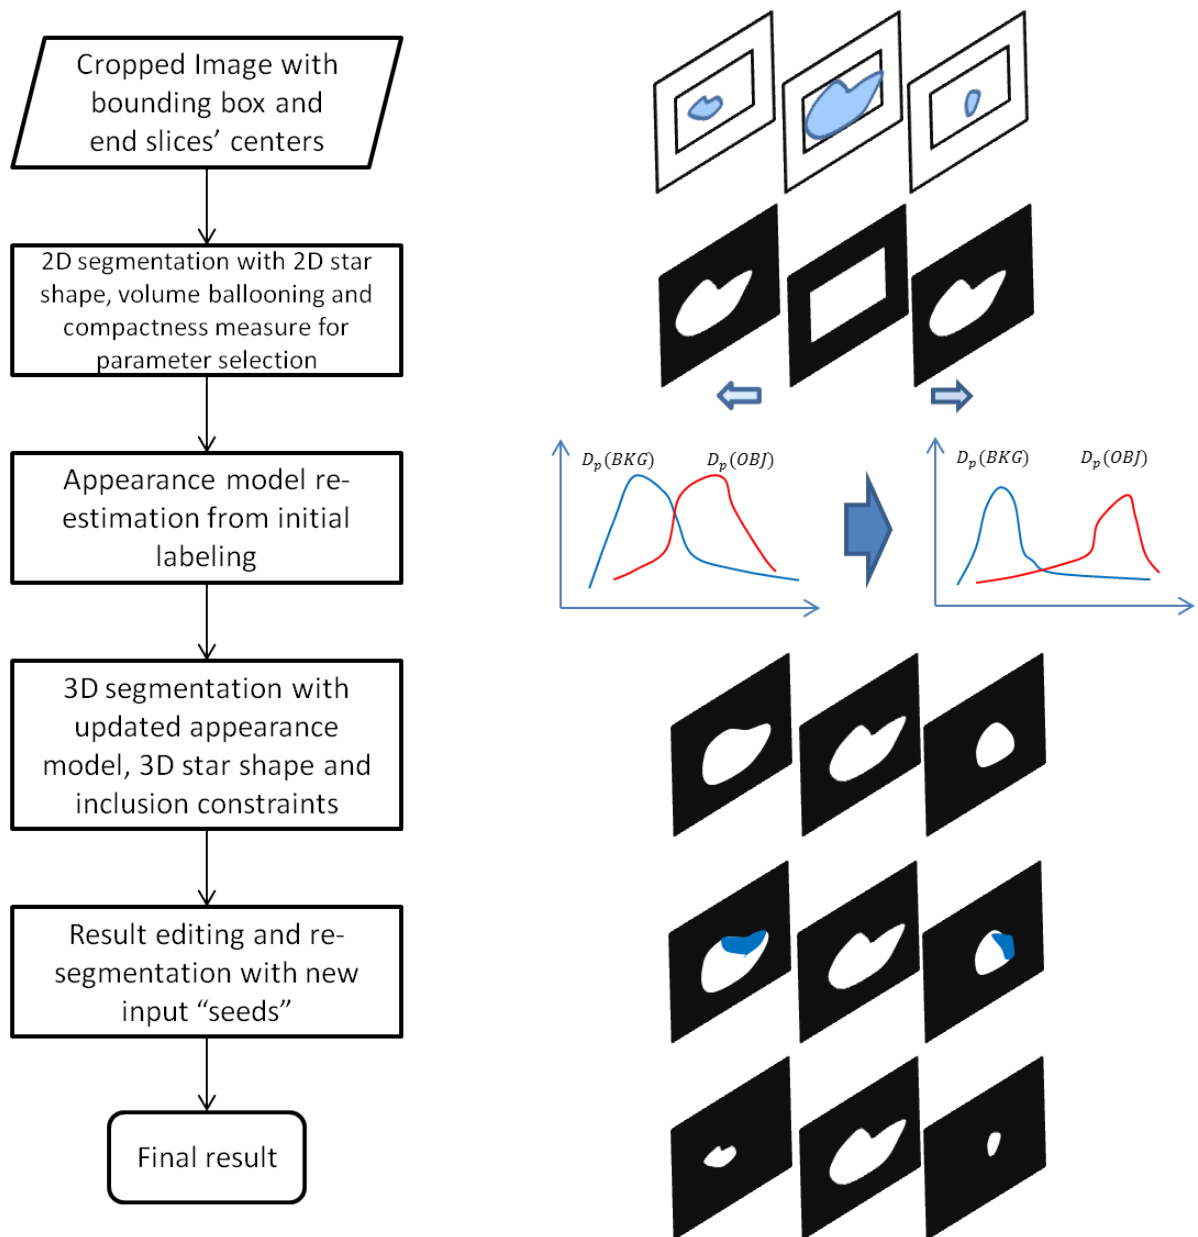 Cropped Image with
bounding box and
end slices’ centers
2D segmentation with 2D star
shape, volume ballooning and
compactness measure for
parameter selection
Appearance model re-
estimation from initial
labeling
D_p(BKG)
D_p(OBJ)
D_p(BKG)
D_p(OBJ)
3D segmentation with
updated appearance
model, 3D star shape and
inclusion constraints
Result editing and re-
segmentation with new
input “seeds”
Final result